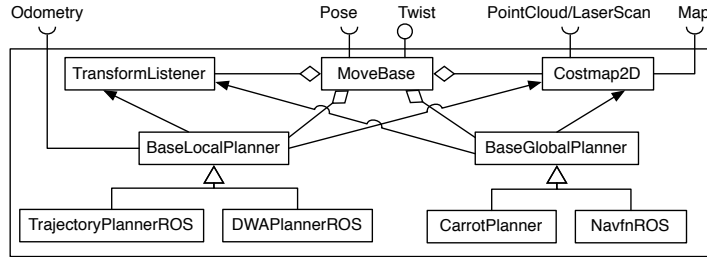 Odometry
Pose
Twist
PointCloud/LaserScan
Map
TransformListener
MoveBase
Costmap2D
BaseLocalPlanner
BaseGlobalPlanner
TrajectoryPlannerROS
DWAPlannerROS
CarrotPlanner
NavfnROS